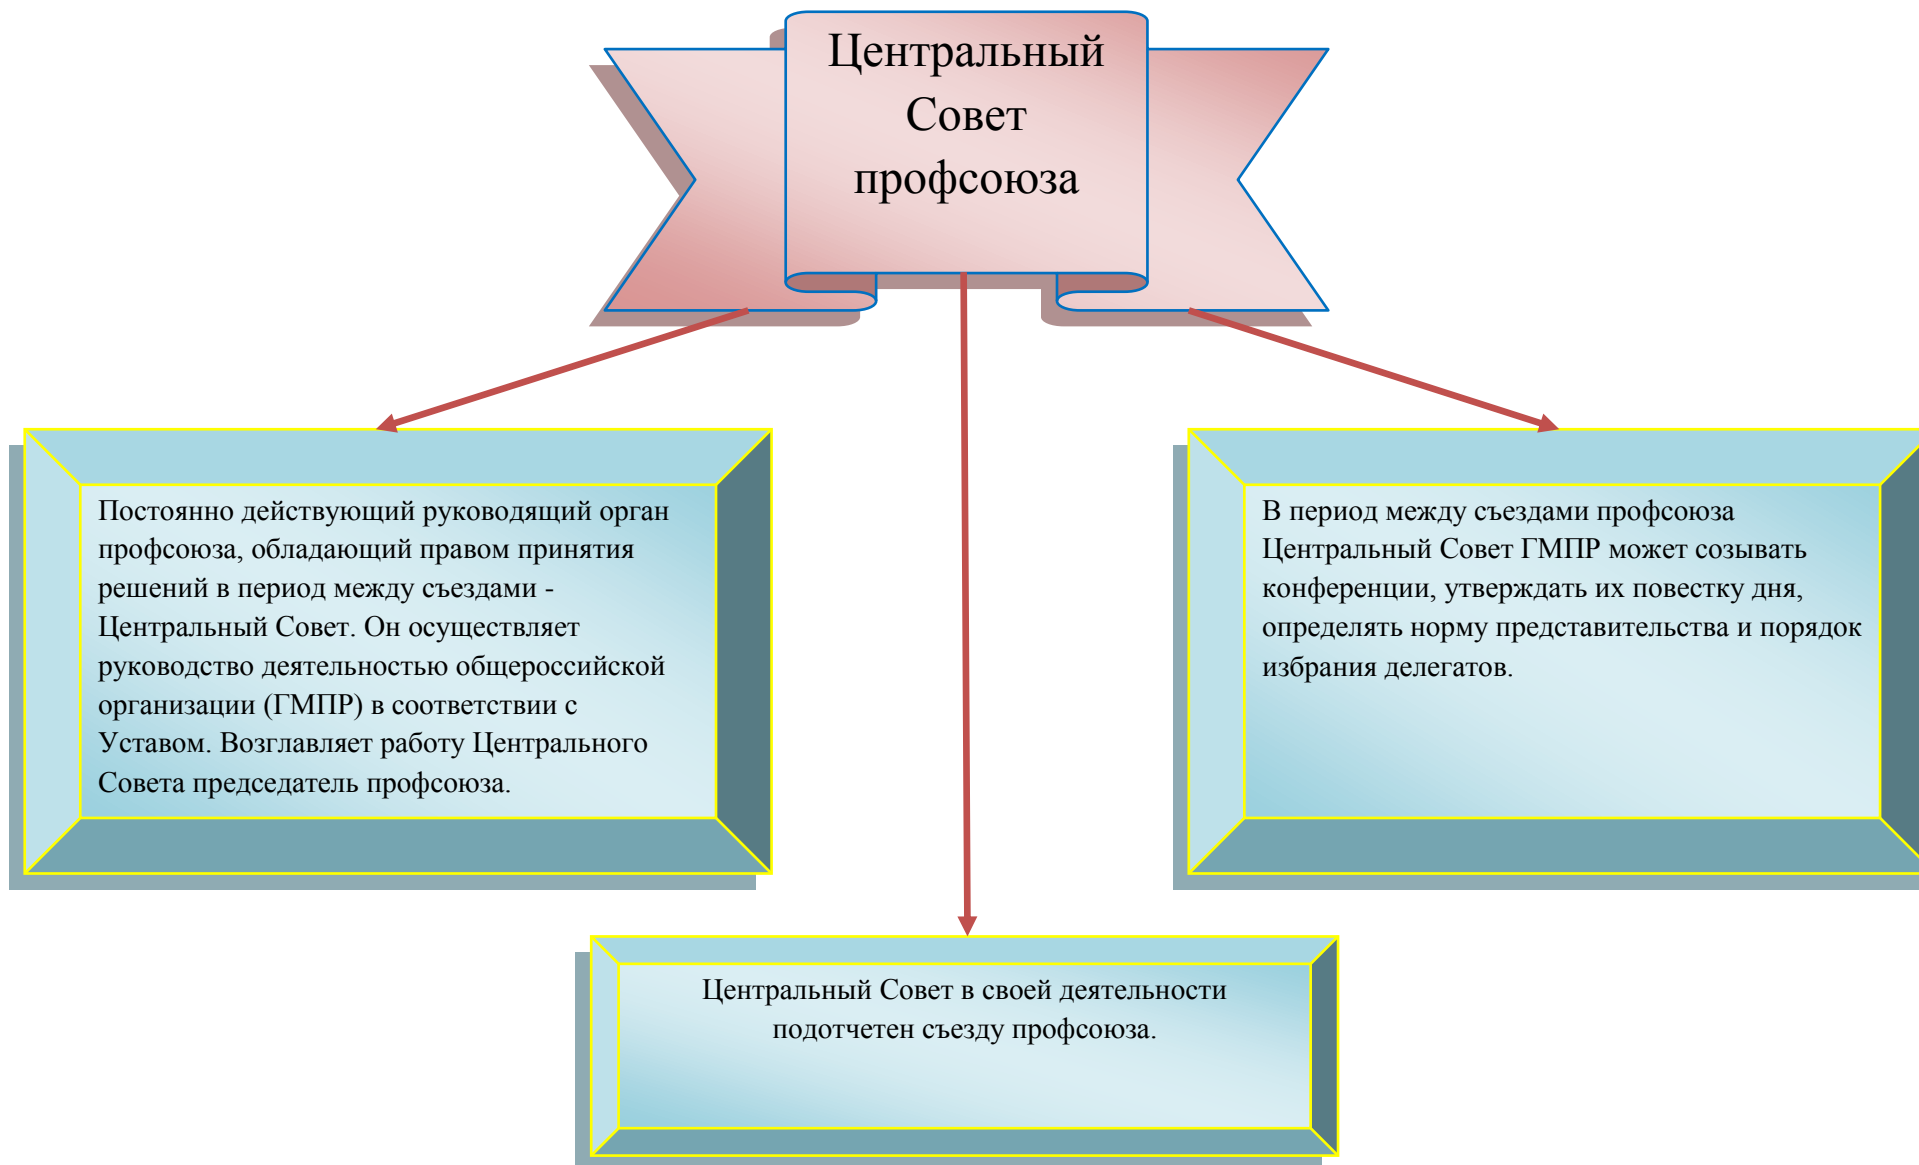 Центральный
Совет
профсоюза
Постоянно действующий руководящий орган
профсоюза, обладающий правом принятия
решений в период между съездами -
Центральный Совет. Он осуществляет
руководство деятельностью общероссийской
организации (ГМПР) в соответствии с
Уставом. Возглавляет работу Центрального
Совета председатель профсоюза.
В период между съездами профсоюза
Центральный Совет ГМПР может созывать
конференции, утверждать их повестку дня,
определять норму представительства и порядок
избрания делегатов.
Центральный Совет в своей деятельности
подотчетен съезду профсоюза.